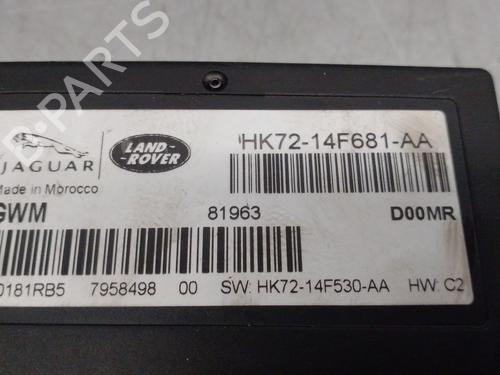 JAGUAR
LAND-
-ROVER
HK72-14F681-AA
Made in Morocco
GWM 81963 D00MR
0181RB5 7958498 00 SW: HK72-14F530-AA HW: C2